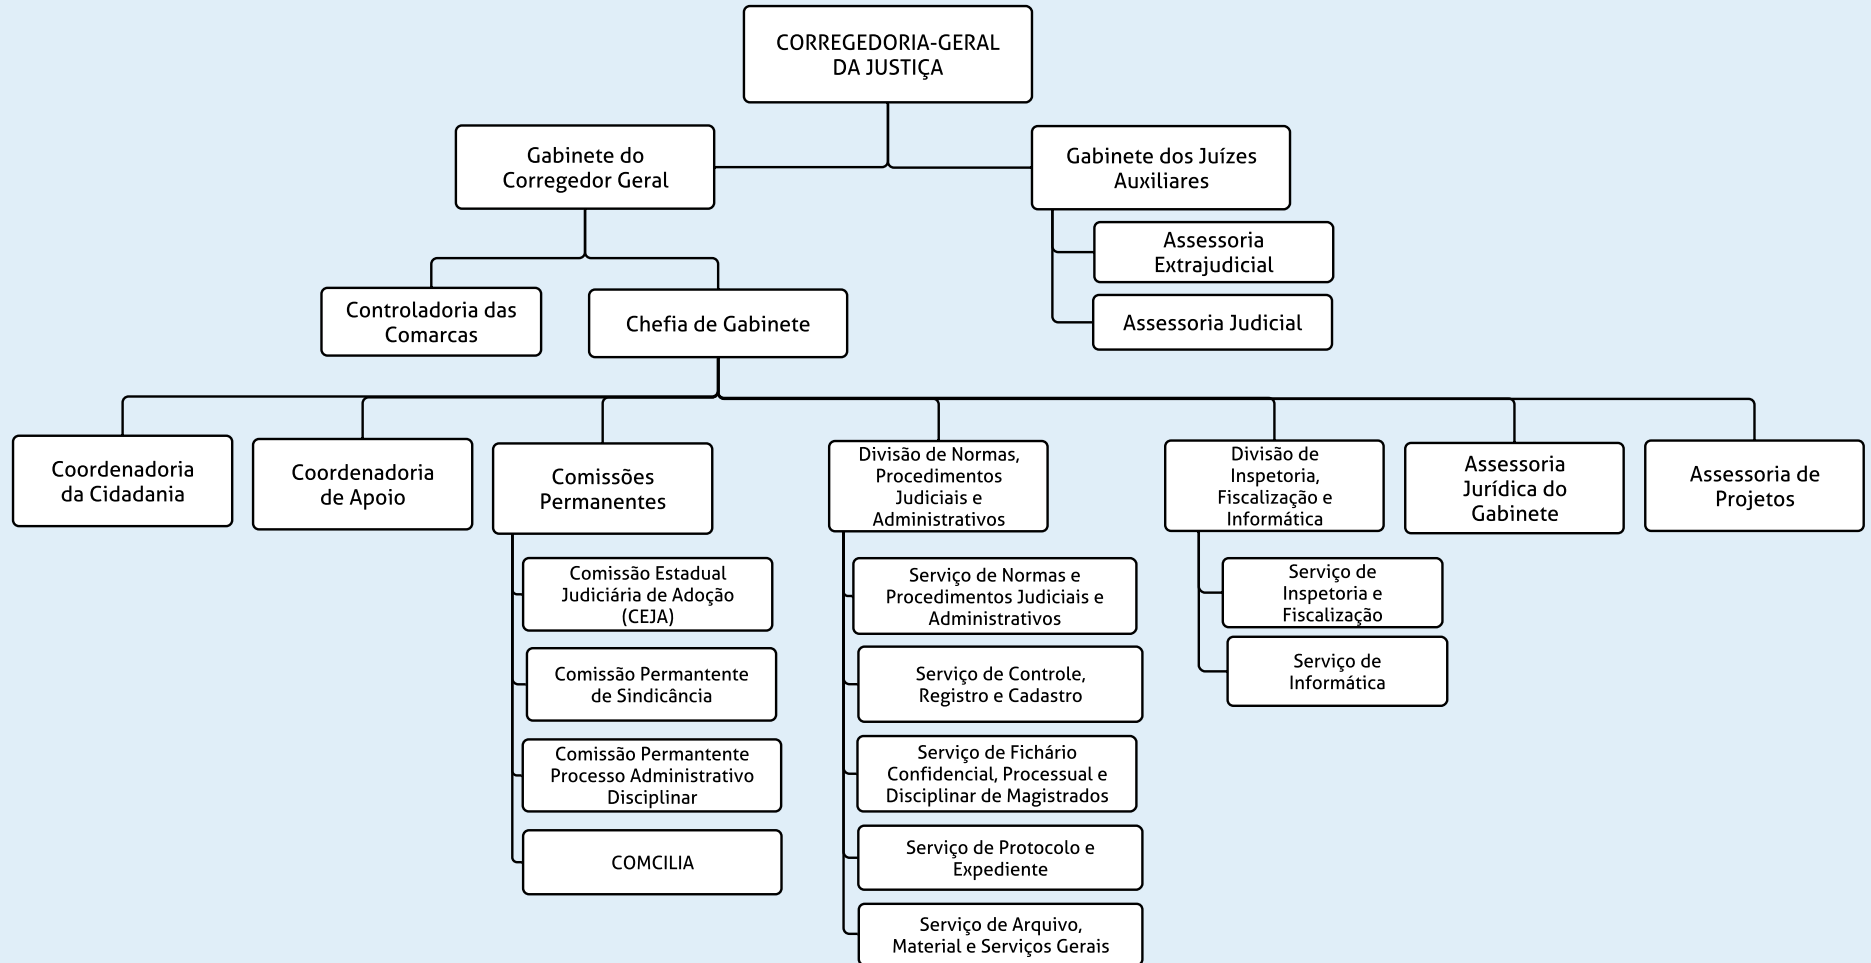 CORREGEDORIA-GERAL
DA JUSTIÇA
Gabinete do
Corregedor Geral
Gabinete dos Juízes
Auxiliares
Assessoria
Extrajudicial
Assessoria Judicial
Controladoria das
Comarcas
Chefia de Gabinete
Coordenadoria
da Cidadania
Coordenadoria
de Apoio
Comissões
Permanentes
Divisão de Normas,
Procedimentos
Judiciais e
Administrativos
Divisão de
Inspetoria,
Fiscalização e
Informática
Assessoria
Jurídica do
Gabinete
Assessoria de
Projetos
Comissão Estadual
Judiciária de Adoção
(CEJA)
Comissão Permantente
de Sindicância
Comissão Permantente
Processo Administrativo
Disciplinar
COMCILIA
Serviço de Normas e
Procedimentos Judiciais e
Administrativos
Serviço de Controle,
Registro e Cadastro
Serviço de Fichário
Confidencial, Processual e
Disciplinar de Magistrados
Serviço de Protocolo e
Expediente
Serviço de Arquivo,
Material e Serviços Gerais
Serviço de
Inspetoria e
Fiscalização
Serviço de
Informática